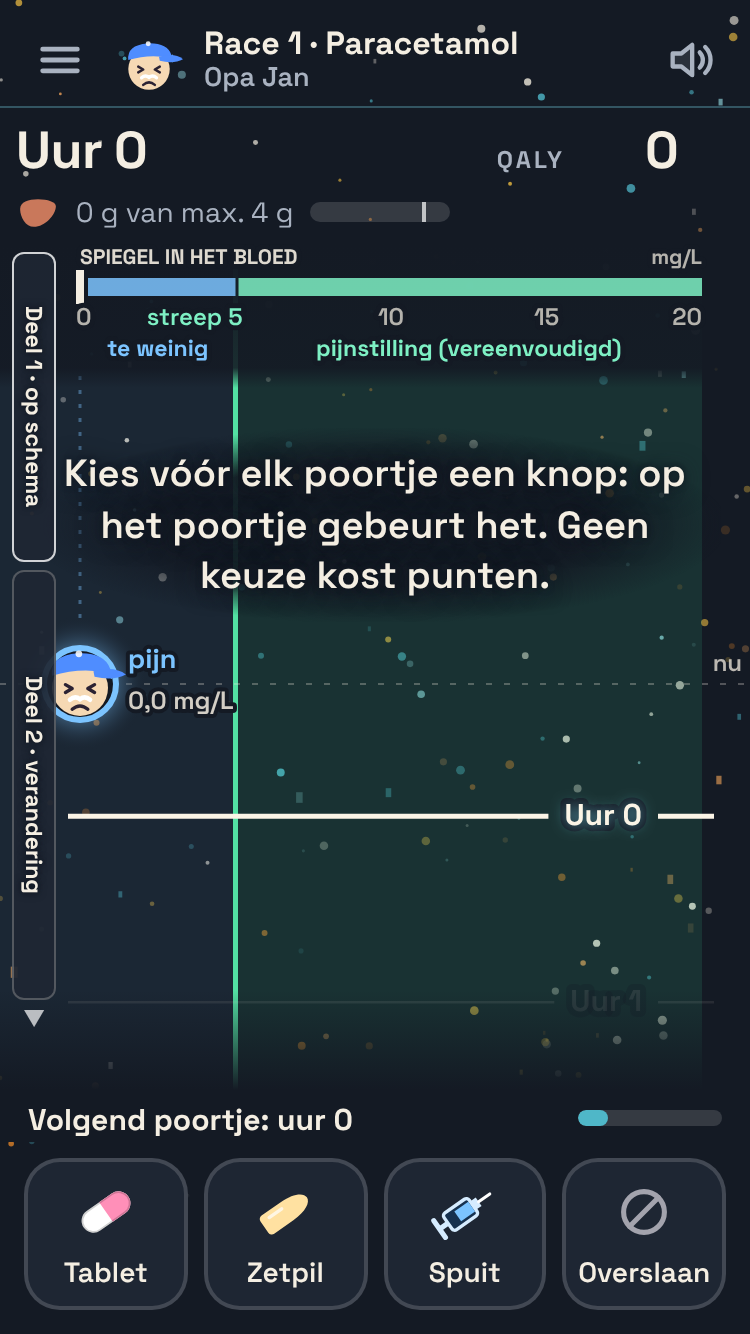 Race 1 · Paracetamol
Opa Jan
Uur 0
QALY 0
0 g van max. 4 g
SPIEGEL IN HET BLOED mg/L
0 streep 5 10 15 20
te weinig pijnstilling (vereenvoudigd)
Deel 1 · op schema
Kies vóór elk poortje een knop: op
het poortje gebeurt het. Geen
keuze kost punten.
Deel 2 · verandering
pijn
nu
0,0 mg/L
Uur 0
Uur 1
Volgend poortje: uur 0
Tablet Zetpil Spuit Overslaan